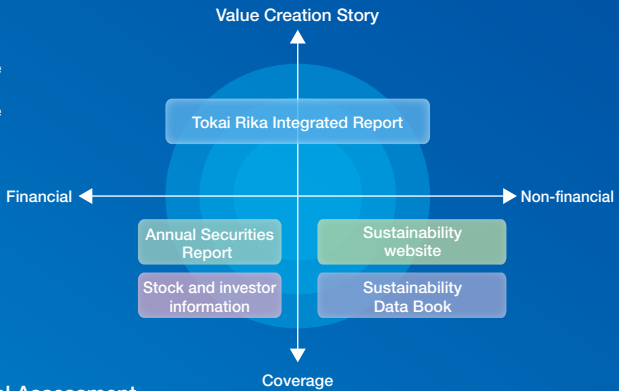 Value Creation Story
Tokai Rika Integrated Report
Financial
Non-financial
Annual Securities
Report
Sustainability
website
Stock and investor
information
Sustainability
Data Book
Coverage
Assessment